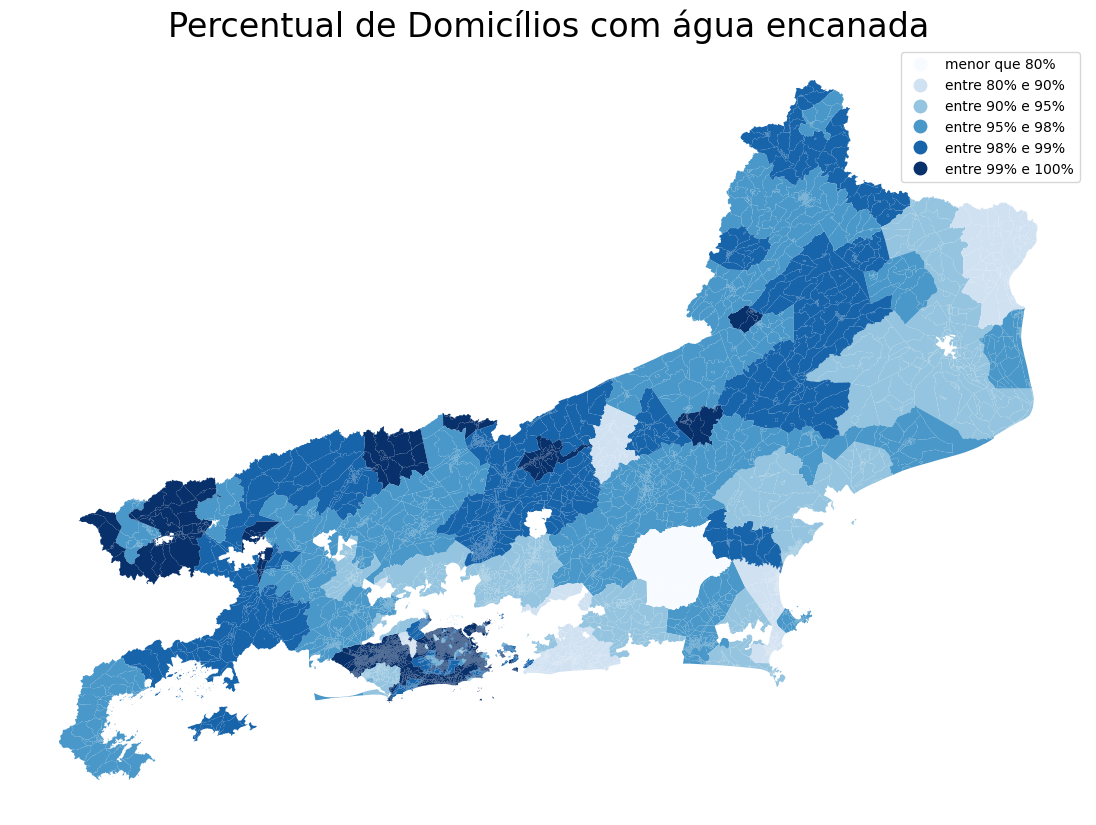 Percentual de Domicílios com água encanada
menor que 80%
entre 80% e 90%
entre 90% e 95%
entre 95% e 98%
entre 98% e 99%
entre 99% e 100%